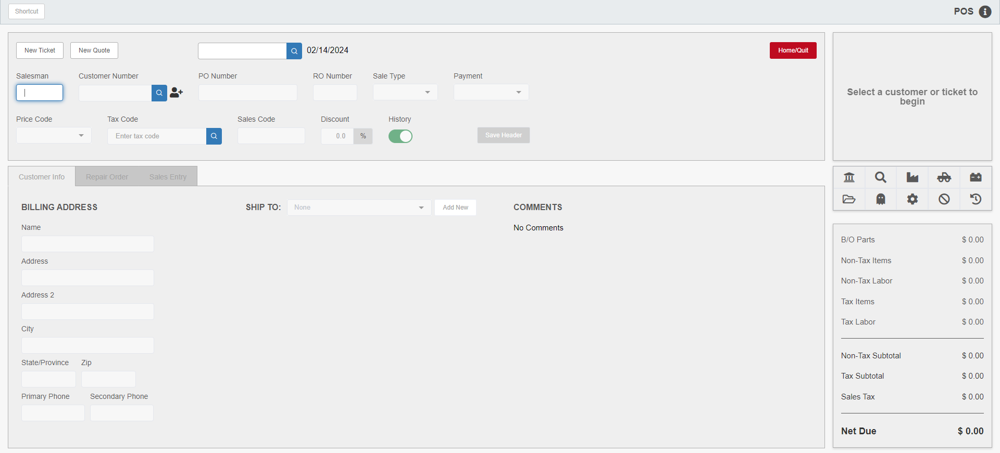 Shortcut
POS
New Ticket
New Quote
02/14/2024
Home/Quit
Salesman
Customer Number
PO Number
RO Number
Sale Type
Payment
Price Code
Tax Code
Sales Code
Discount
History
Enter tax code
0.0
%
Save Header
Select a customer or ticket to
begin
Customer Info
Repair Order
Sales Entry
BILLING ADDRESS
SHIP TO:
None
Add New
COMMENTS
No Comments
Name
Address
Address 2
City
State/Province
Zip
Primary Phone
Secondary Phone
B/O Parts $ 0.00
Non-Tax Items $ 0.00
Non-Tax Labor $ 0.00
Tax Items $ 0.00
Tax Labor $ 0.00
Non-Tax Subtotal $ 0.00
Tax Subtotal $ 0.00
Sales Tax $ 0.00
Net Due $ 0.00